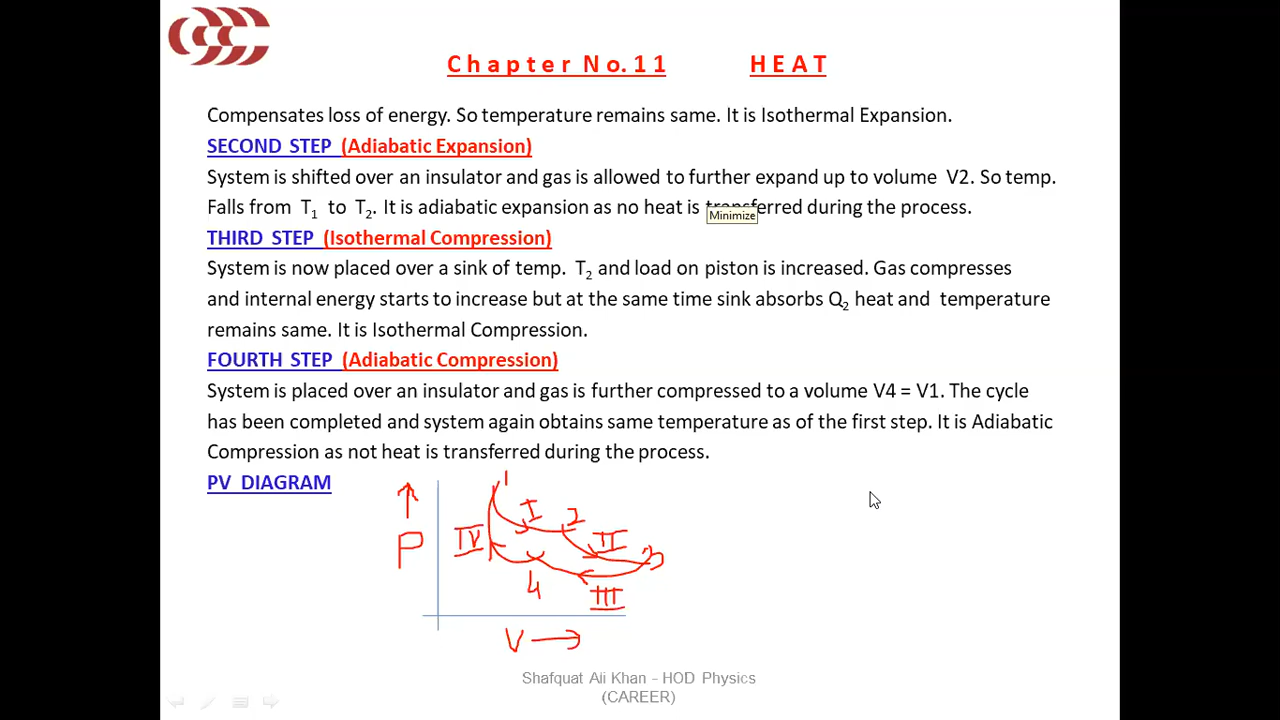 Chapter No.11 HEAT
Compensates loss of energy. So temperature remains same. It is Isothermal Expansion.
SECOND STEP (Adiabatic Expansion)
System is shifted over an insulator and gas is allowed to further expand up to volume V2. So temp.
Falls from T₁ to T₂. It is adiabatic expansion as no heat is transferred during the process.
Minimize
THIRD STEP (Isothermal Compression)
System is now placed over a sink of temp. T₂ and load on piston is increased. Gas compresses
and internal energy starts to increase but at the same time sink absorbs Q₂ heat and temperature
remains same. It is Isothermal Compression.
FOURTH STEP (Adiabatic Compression)
System is placed over an insulator and gas is further compressed to a volume V4 = V1. The cycle
has been completed and system again obtains same temperature as of the first step. It is Adiabatic
Compression as not heat is transferred during the process.
PV DIAGRAM
1
I 2
P IV II 3
4 III
V
Shafquat Ali Khan - HOD Physics
(CAREER)